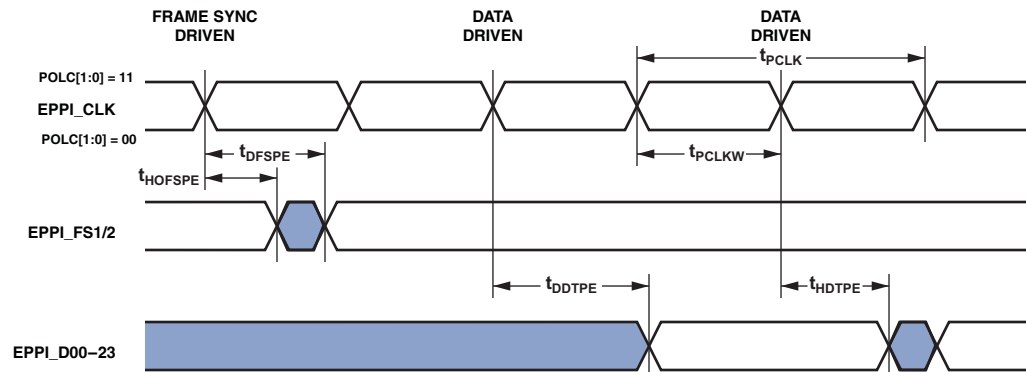 FRAME SYNC
DRIVEN
DATA
DRIVEN
DATA
DRIVEN
tPCLK
POLC[1:0] = 11
EPPI_CLK
POLC[1:0] = 00
tDFSPE
tPCLKW
tHOFSPE
EPPI_FS1/2
tDDTPE
tHDTPE
EPPI_D00–23